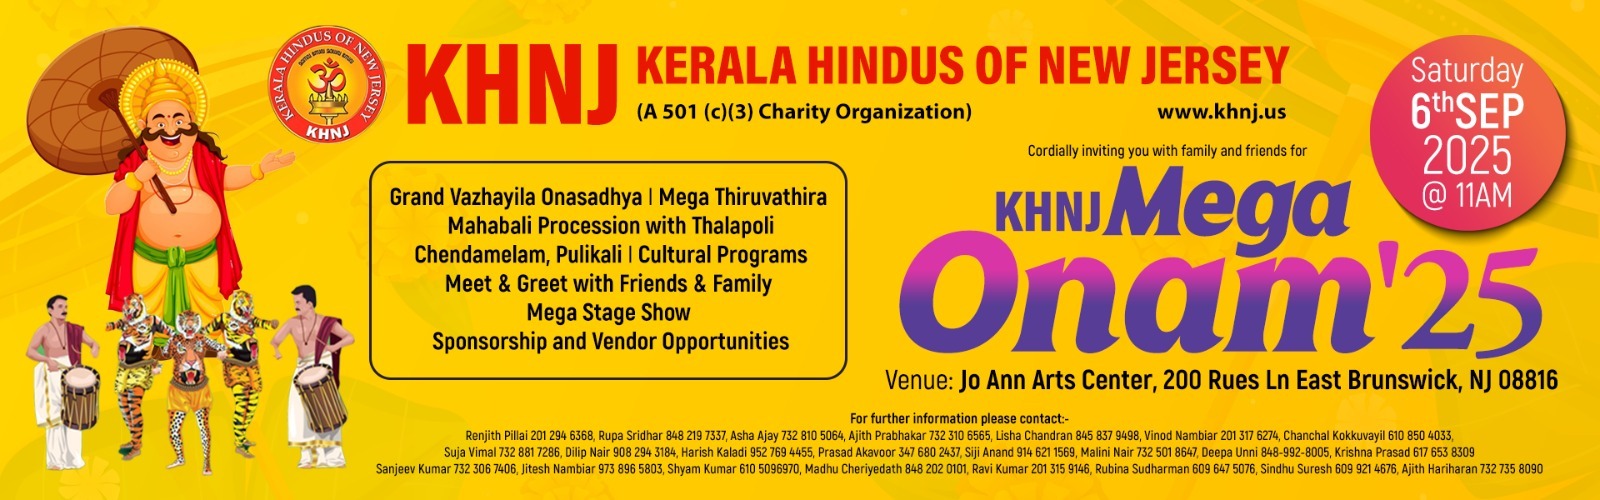 KERALA HINDUS OF NEW JERSEY
KHNJ
KHNJ
KERALA HINDUS OF NEW JERSEY
(A 501 (c)(3) Charity Organization)
www.khnj.us
Saturday
6thSEP
2025
@ 11AM
Cordially inviting you with family and friends for
KHNJ Mega
Onam'25
Venue: Jo Ann Arts Center, 200 Rues Ln East Brunswick, NJ 08816
Grand Vazhayila Onasadhya | Mega Thiruvathira
Mahabali Procession with Thalapoli
Chendamelam, Pulikali | Cultural Programs
Meet & Greet with Friends & Family
Mega Stage Show
Sponsorship and Vendor Opportunities
For further information please contact:-
Renjith Pillai 201 294 6368, Rupa Sridhar 848 219 7337, Asha Ajay 732 810 5064, Ajith Prabhakar 732 310 6565, Lisha Chandran 845 837 9498, Vinod Nambiar 201 317 6274, Chanchal Kokkuvayil 610 850 4033,
Suja Vimal 732 881 7286, Dilip Nair 908 294 3184, Harish Kaladi 952 769 4455, Prasad Akavoor 347 680 2437, Siji Anand 914 621 1569, Malini Nair 732 501 8647, Deepa Unni 848-992-8005, Krishna Prasad 617 653 8309
Sanjeev Kumar 732 306 7406, Jitesh Nambiar 973 896 5803, Shyam Kumar 610 5096970, Madhu Cheriyedath 848 202 0101, Ravi Kumar 201 315 9146, Rubina Sudharman 609 647 5076, Sindhu Suresh 609 921 4676, Ajith Hariharan 732 735 8090